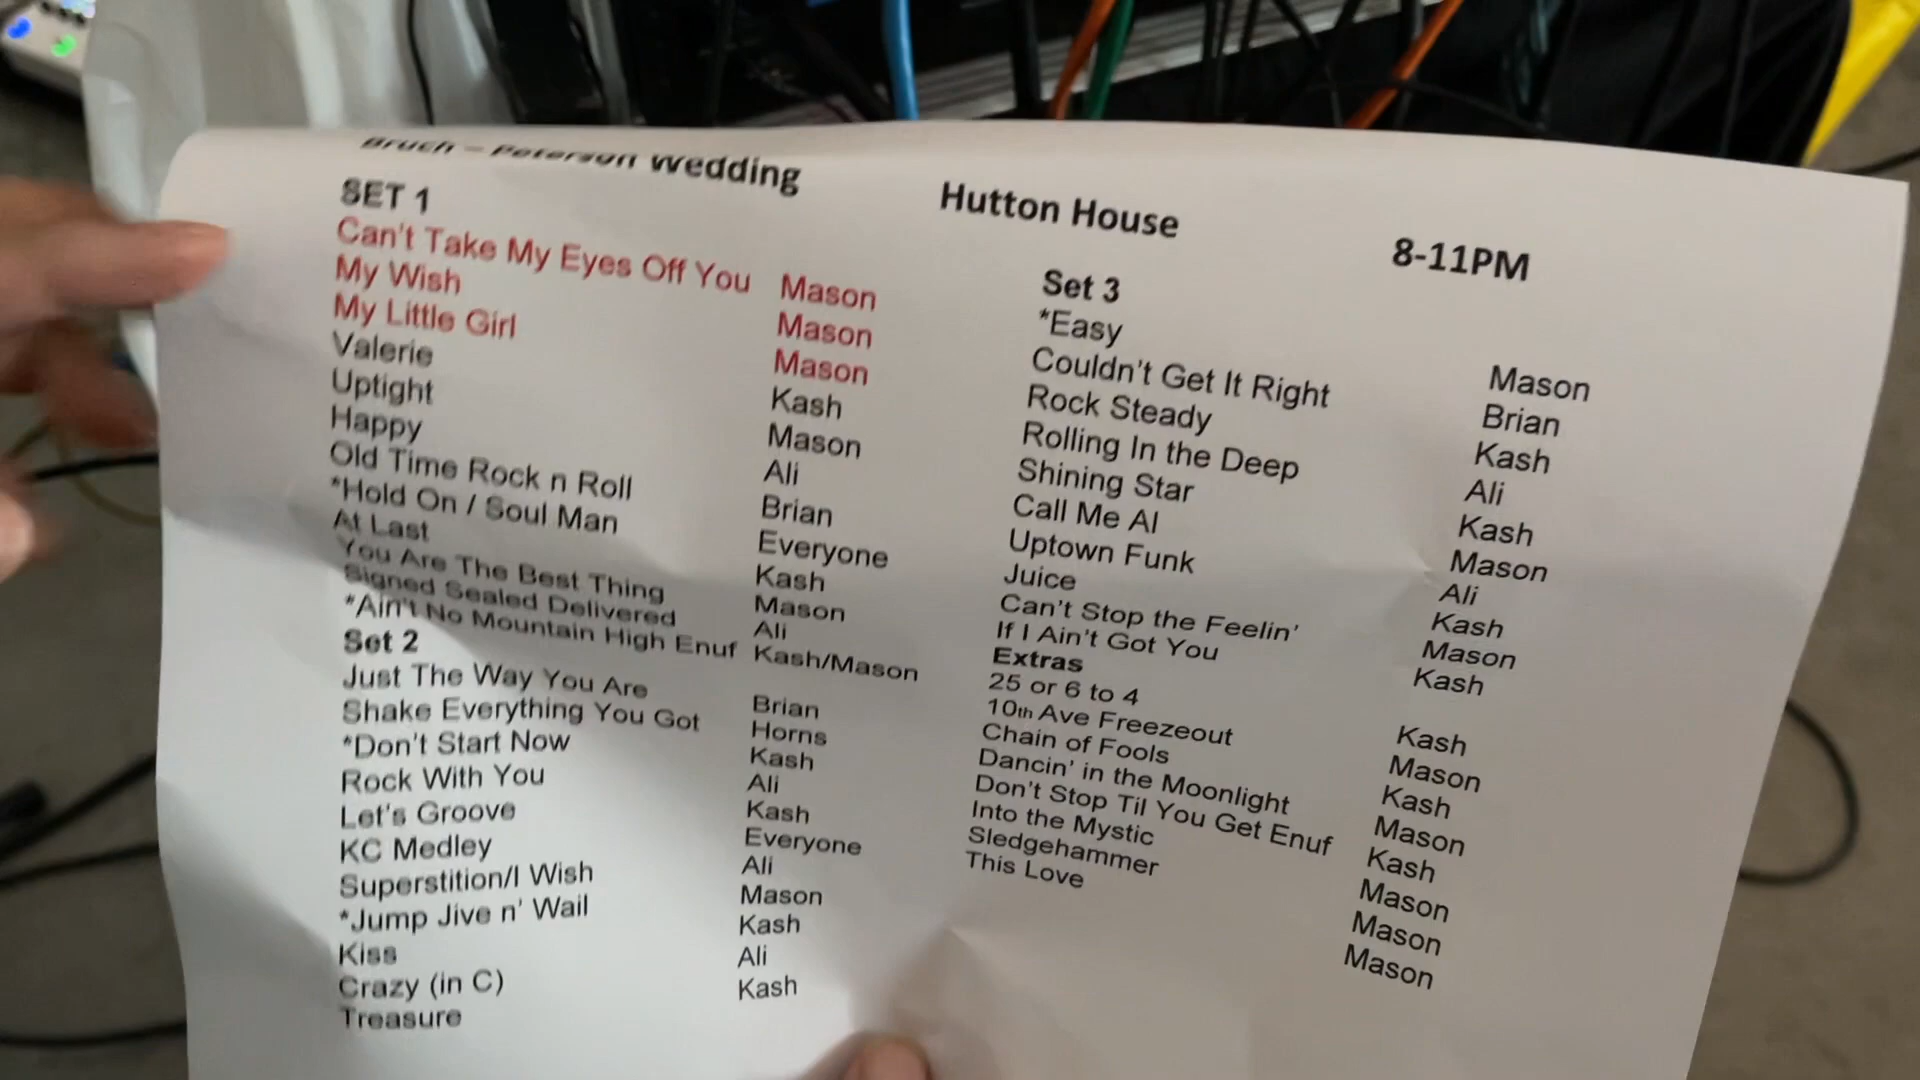 Bruch – Peterson Wedding Hutton House 8-11PM
SET 1
Can't Take My Eyes Off You Mason
My Wish Mason
My Little Girl Mason
Valerie Kash
Uptight Mason
Happy Ali
Old Time Rock n Roll Brian
*Hold On / Soul Man Everyone
At Last Kash
You Are The Best Thing Mason
Signed Sealed Delivered Ali
*Ain't No Mountain High Enuf Kash/Mason
Set 2
Just The Way You Are Brian
Shake Everything You Got Horns
*Don't Start Now Kash
Rock With You Ali
Let's Groove Kash
KC Medley Everyone
Superstition/I Wish Ali
*Jump Jive n' Wail Mason
Kiss Kash
Crazy (in C) Ali
Treasure Kash
Set 3
*Easy Mason
Couldn't Get It Right Brian
Rock Steady Kash
Rolling In the Deep Ali
Shining Star Kash
Call Me Al Mason
Uptown Funk Ali
Juice Kash
Can't Stop the Feelin' Mason
If I Ain't Got You Kash
Extras
25 or 6 to 4 Kash
10th Ave Freezeout Mason
Chain of Fools Kash
Dancin' in the Moonlight Mason
Don't Stop Til You Get Enuf Kash
Into the Mystic Mason
Sledgehammer Mason
This Love Mason